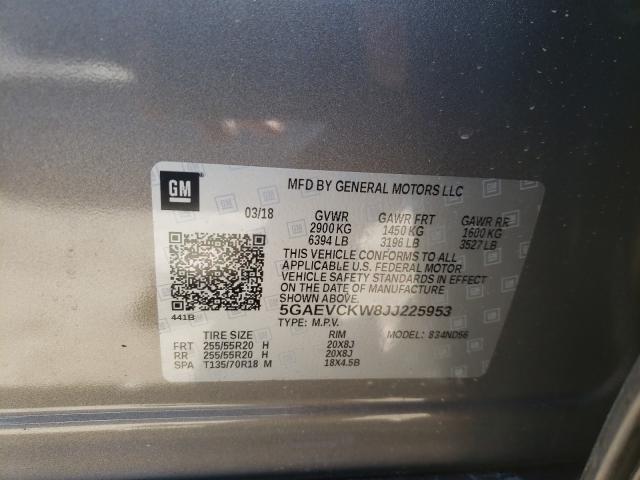 GM
MFD BY GENERAL MOTORS LLC
03/18 GVWR GAWR FRT GAWR RR
2900 KG 1450 KG 1600 KG
6394 LB 3196 LB 3527 LB
THIS VEHICLE CONFORMS TO ALL
APPLICABLE U.S. FEDERAL MOTOR
VEHICLE SAFETY STANDARDS IN EFFECT
ON THE DATE OF MANUFACTURE
SHOWN ABOVE.
441B
5GAEVCKW8JJ225953
TYPE: M.P.V. MODEL: 834ND56
TIRE SIZE RIM
FRT 255/55R20 H 20X8J
RR 255/55R20 H 20X8J
SPA T135/70R18 M 18X4.5B